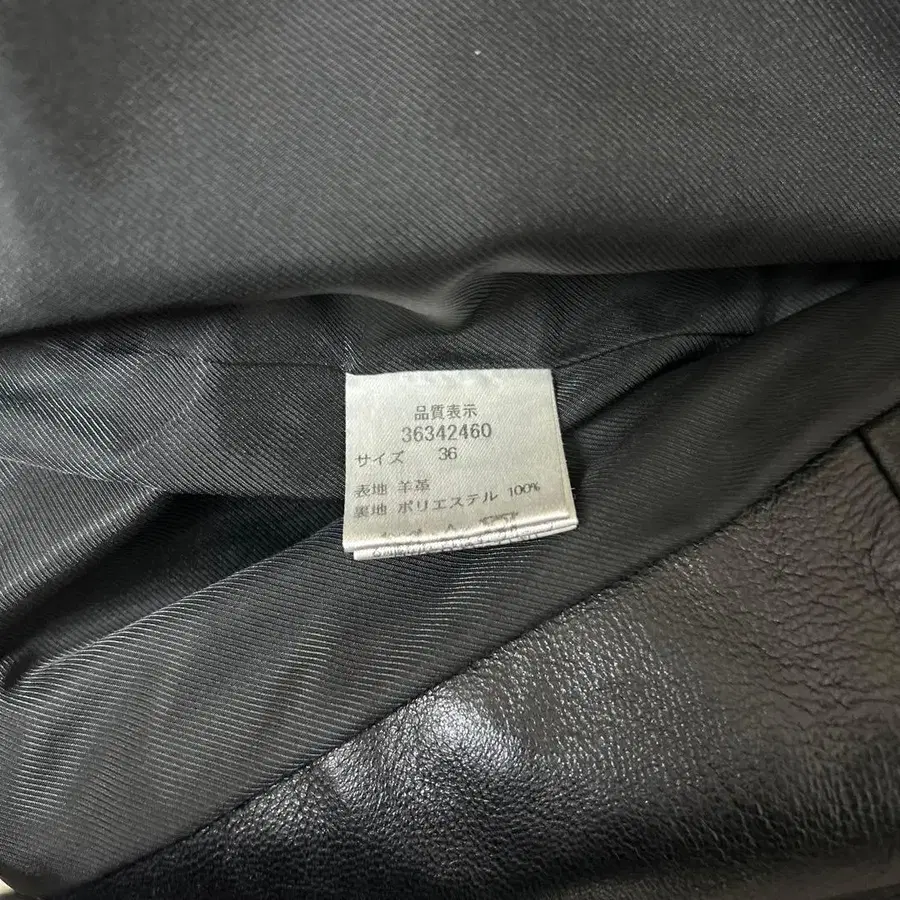 品質表示
36342460
サイズ 36
表地 羊革
裏地 ポリエステル 100%